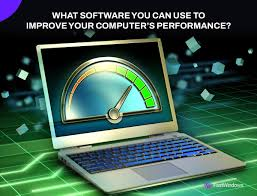 WHAT SOFTWARE YOU CAN USE TO
IMPROVE YOUR COMPUTER'S PERFORMANCE?